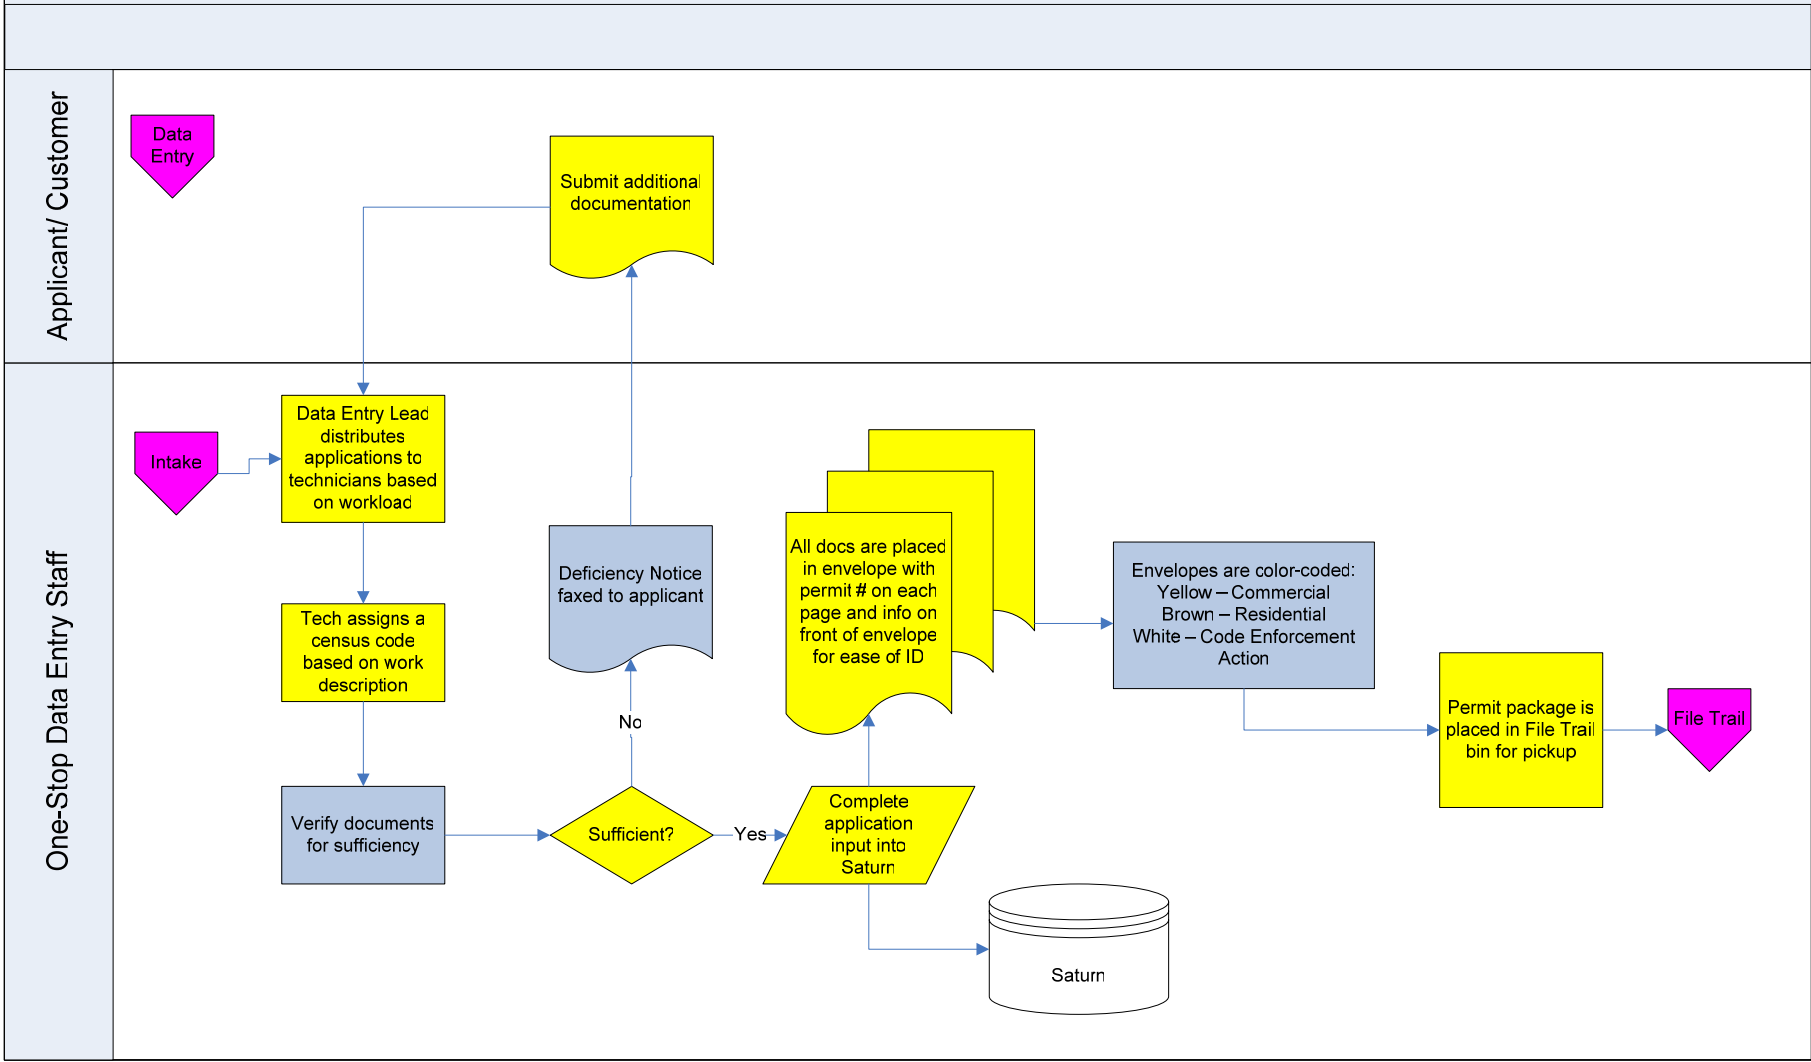 Applicant/ Customer
Data
Entry
Submit additional
documentation
One-Stop Data Entry Staff
Intake
Data Entry Lead
distributes
applications to
technicians based
on workload
Tech assigns a
census code
based on work
description
Verify documents
for sufficiency
Deficiency Notice
faxed to applicant
No
Sufficient?
Yes
All docs are placed
in envelope with
permit # on each
page and info on
front of envelope
for ease of ID
Complete
application
input into
Saturn
Saturn
Envelopes are color-coded:
Yellow – Commercial
Brown – Residential
White – Code Enforcement
Action
Permit package is
placed in File Trail
bin for pickup
File Trail